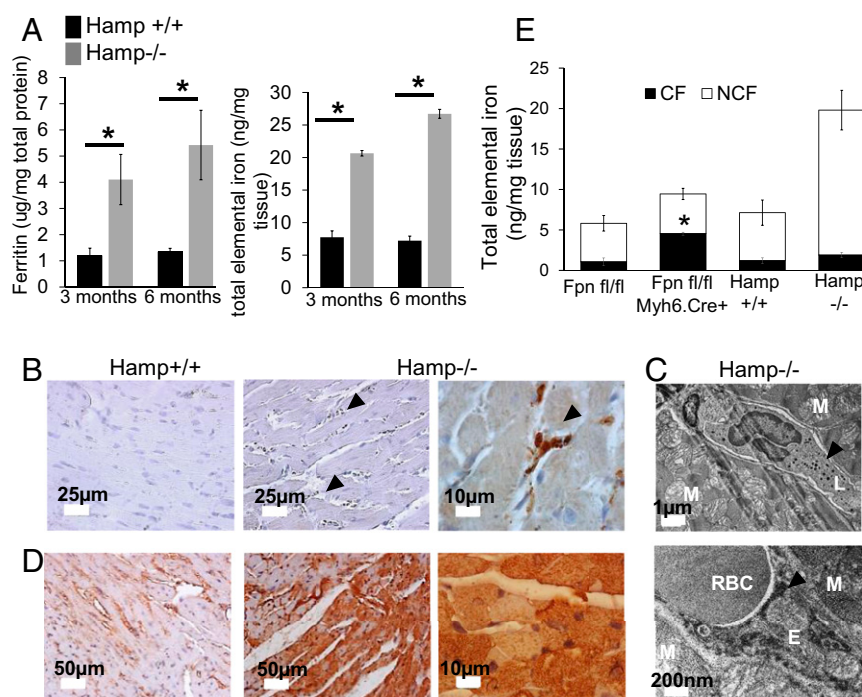 A
Hamp +/+
Hamp-/-
Ferritin (ug/mg total protein)
8
7
6
5
4
3
2
1
0
*
*
3 months
6 months
total elemental iron (ng/mg
tissue)
30
25
20
15
10
5
0
*
*
3 months
6 months
E
Total elemental iron
(ng/mg tissue)
25
20
15
10
5
0
CF
NCF
*
Fpn fl/fl
Fpn fl/fl
Myh6.Cre+
Hamp
+/+
Hamp
-/-
B
Hamp+/+
Hamp-/-
25µm
25µm
10µm
C
Hamp-/-
M
L
M
1µm
RBC
M
E
M
200nm
D
50µm
50µm
10µm